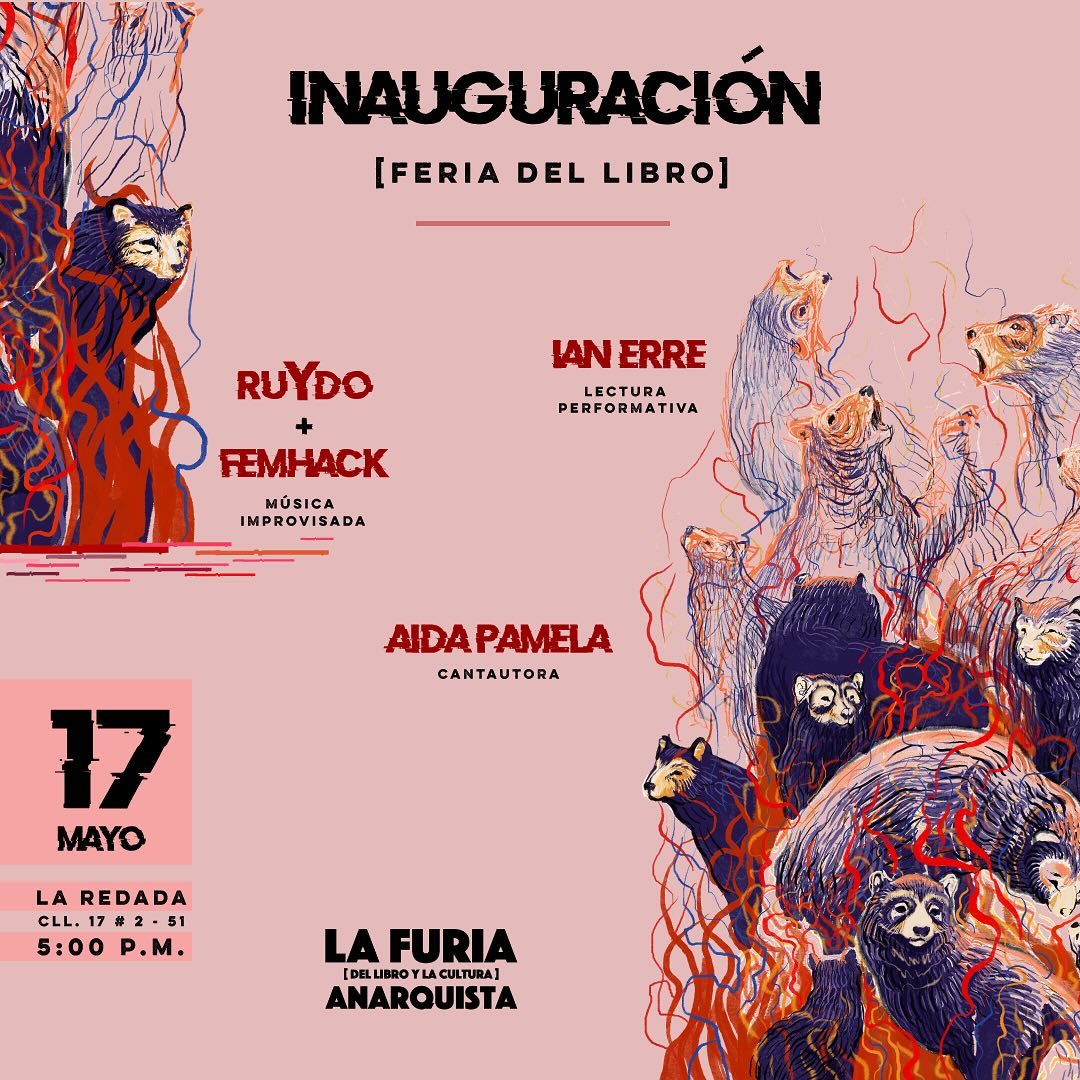 INAUGURACIÓN
[FERIA DEL LIBRO]
RUYDO
+
FEMHACK
MÚSICA
IMPROVISADA
IAN ERRE
LECTURA
PERFORMATIVA
AIDA PAMELA
CANTAUTORA
17
MAYO
LA REDADA
CLL. 17 # 2 - 51
5:00 P.M.
LA FURIA
[DEL LIBRO Y LA CULTURA]
ANARQUISTA